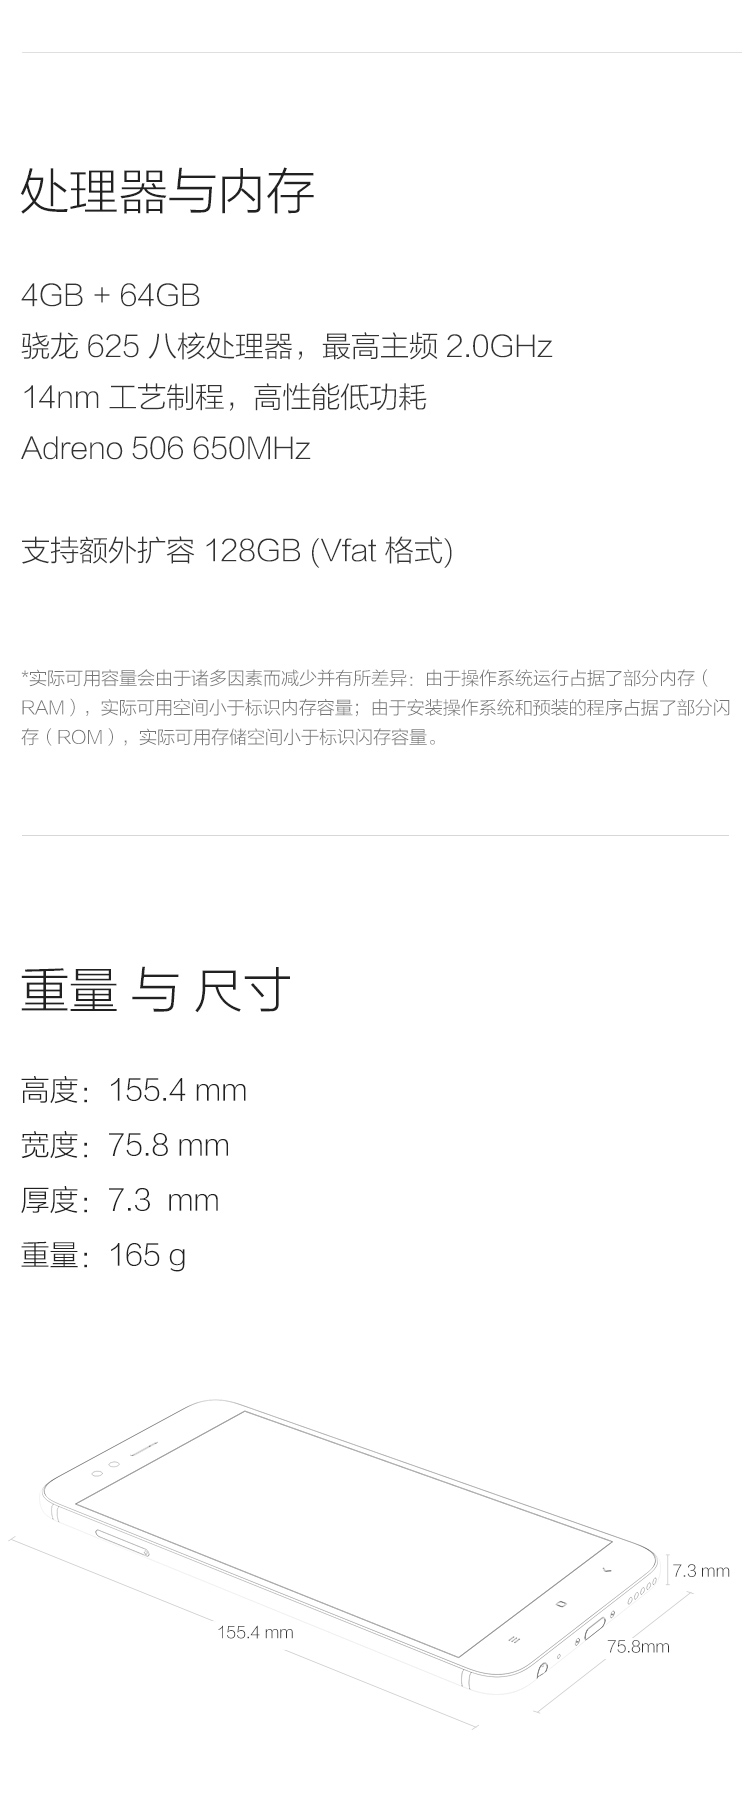 处理器与内存
4GB + 64GB
骁龙 625 八核处理器，最高主频 2.0GHz
14nm 工艺制程，高性能低功耗
Adreno 506 650MHz
支持额外扩容 128GB (Vfat 格式)
*实际可用容量会由于诸多因素而减少并有所差异：由于操作系统运行占据了部分内存（
RAM），实际可用空间小于标识内存容量；由于安装操作系统和预装的程序占据了部分闪
存（ROM），实际可用存储空间小于标识闪存容量。
重量 与 尺寸
高度：155.4 mm
宽度：75.8 mm
厚度：7.3 mm
重量：165 g
7.3 mm
155.4 mm
75.8mm